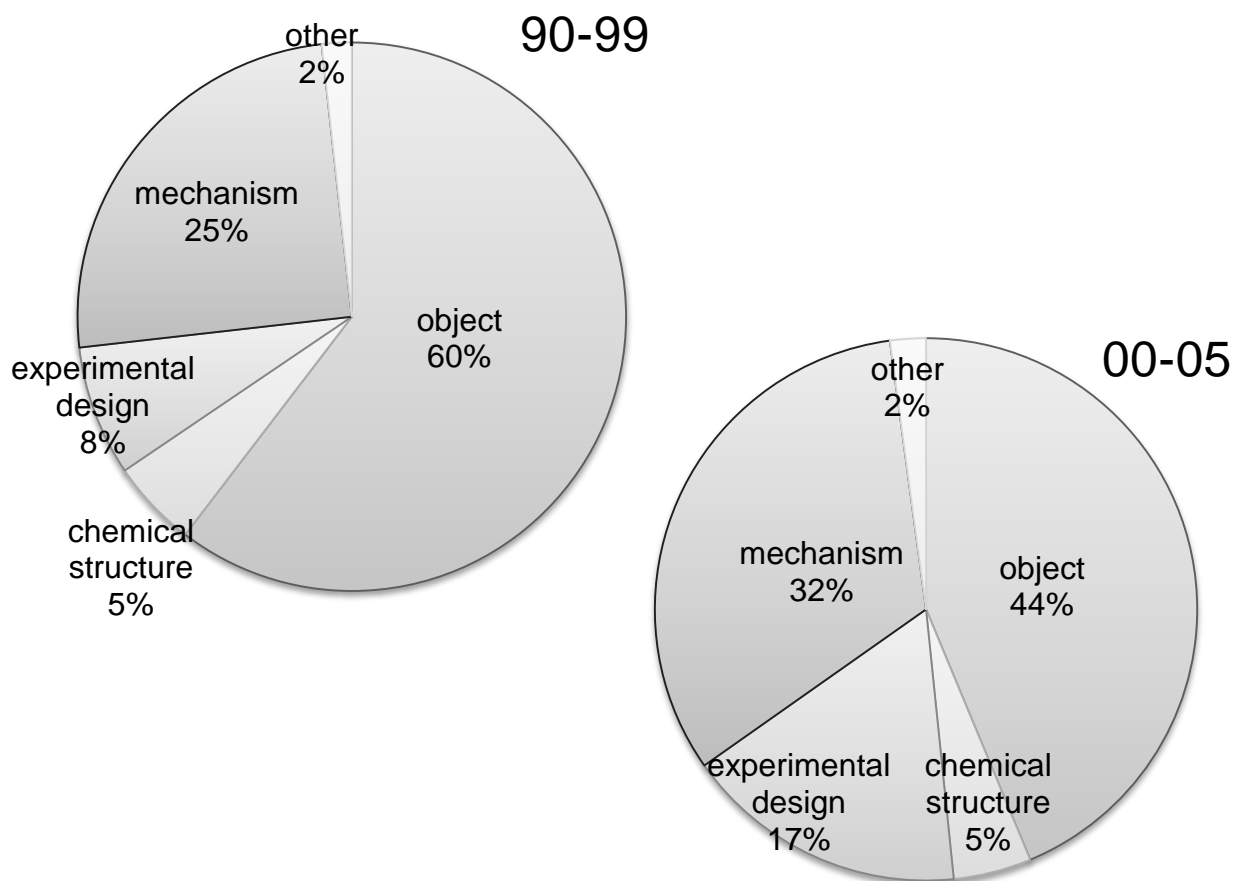 90-99
other
2%
mechanism
25%
object
60%
experimental
design
8%
chemical
structure
5%
00-05
other
2%
mechanism
32%
object
44%
experimental
design
17%
chemical
structure
5%